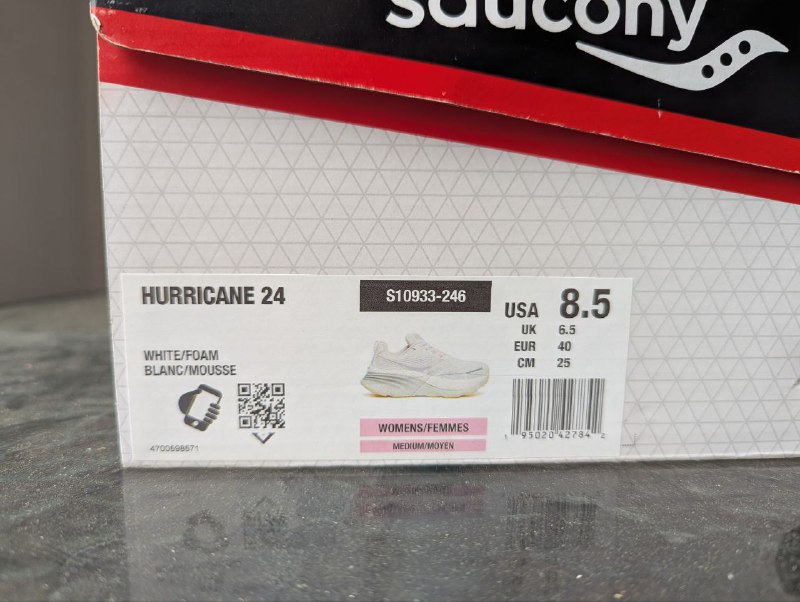 saucony
HURRICANE 24
S10933-246
USA 8.5
UK 6.5
EUR 40
CM 25
WHITE/FOAM
BLANC/MOUSSE
WOMENS/FEMMES
MEDIUM/MOYEN
4700598571
1 95020 42784 2